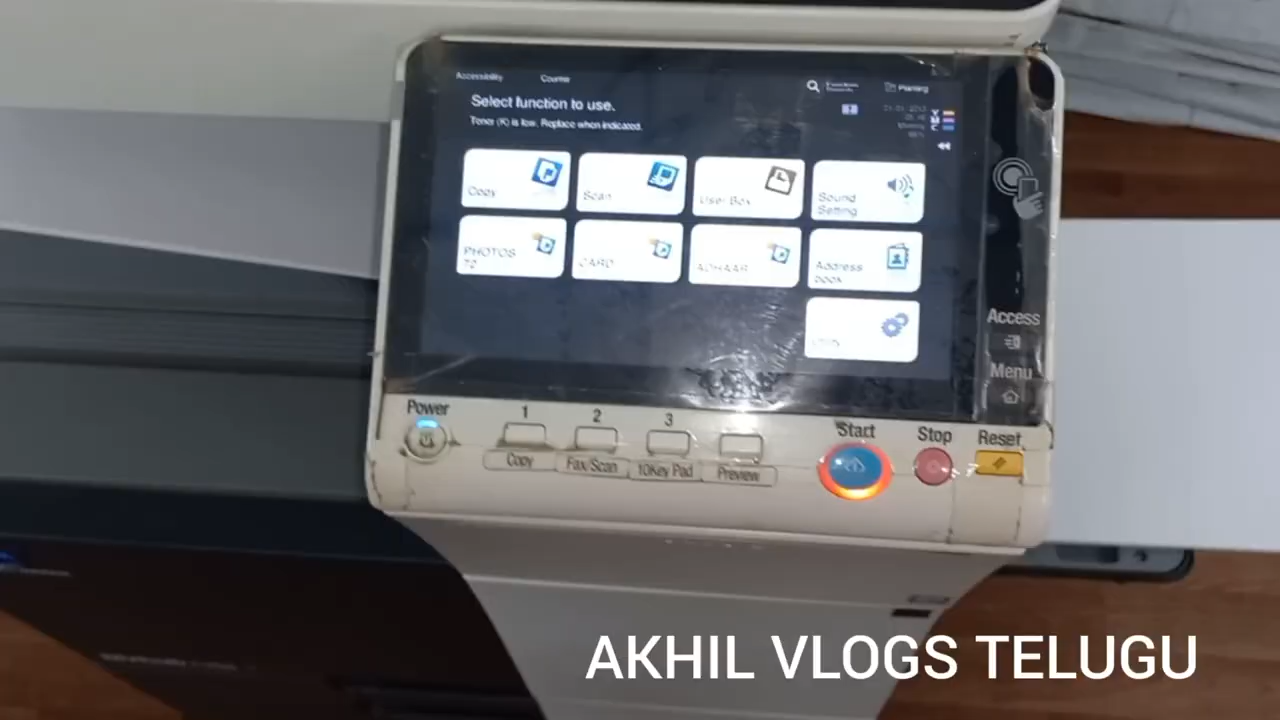 Accessibility
Counter
Select function to use.
Toner (K) is low. Replace when indicated.
Copy
Scan
User Box
Sound
Setting
PHOTOS
CARD
Address
book
Utility
Access
Menu
Power
1
2
3
Start
Stop
Reset
Copy
Fax/Scan
10Key Pad
Preview
AKHIL VLOGS TELUGU